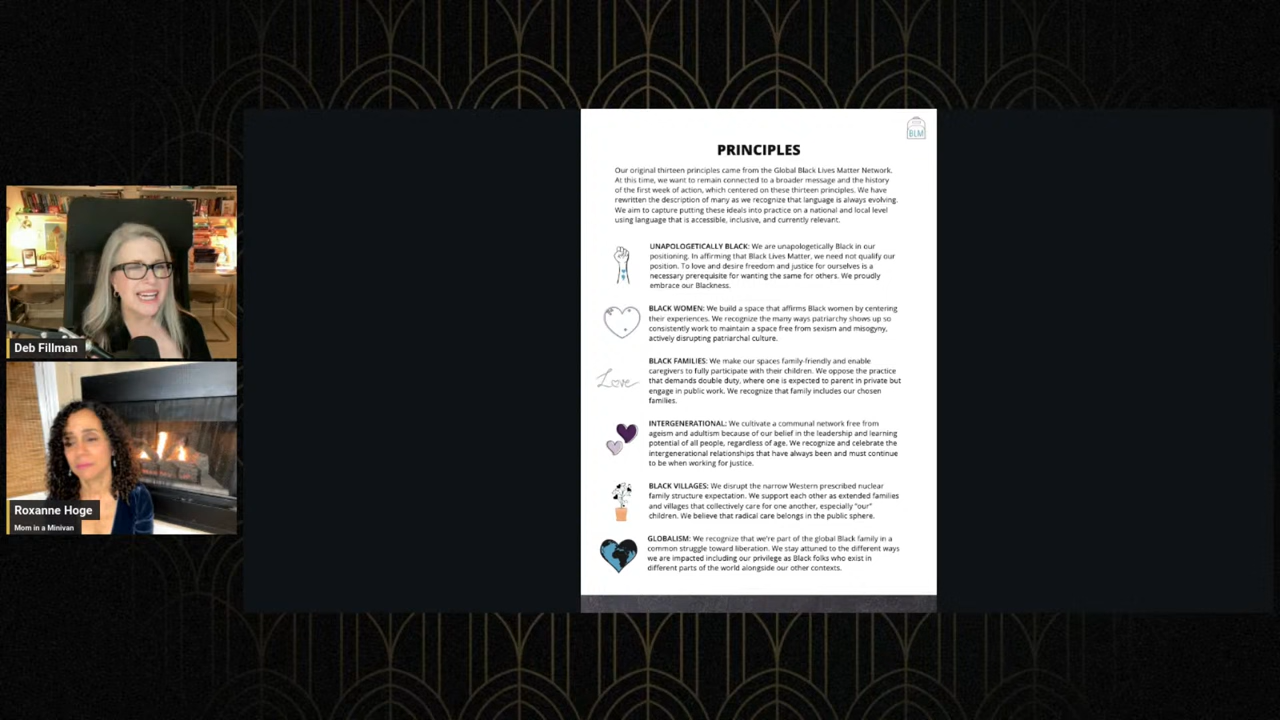 Deb Fillman
Roxanne Hoge
Mom in a Minivan
BLM
PRINCIPLES
Our original thirteen principles came from the Global Black Lives Matter Network.
At this time, we want to remain connected to a broader message and the history
of the first week of action, which centered on these thirteen principles. We have
rewritten the description of many as we recognize that language is always evolving.
We aim to capture putting these ideals into practice on a national and local level
using language that is accessible, inclusive, and currently relevant.
UNAPOLOGETICALLY BLACK: We are unapologetically Black in our
positioning. In affirming that Black Lives Matter, we need not qualify our
position. To love and desire freedom and justice for ourselves is a
necessary prerequisite for wanting the same for others. We proudly
embrace our Blackness.
BLACK WOMEN: We build a space that affirms Black women by centering
their experiences. We recognize the many ways patriarchy shows up so
consistently work to maintain a space free from sexism and misogyny,
actively disrupting patriarchal culture.
Love
BLACK FAMILIES: We make our spaces family-friendly and enable
caregivers to fully participate with their children. We oppose the practice
that demands double duty, where one is expected to parent in private but
engage in public work. We recognize that family includes our chosen
families.
INTERGENERATIONAL: We cultivate a communal network free from
ageism and adultism because of our belief in the leadership and learning
potential of all people, regardless of age. We recognize and celebrate the
intergenerational relationships that have always been and must continue
to be when working for justice.
BLACK VILLAGES: We disrupt the narrow Western prescribed nuclear
family structure expectation. We support each other as extended families
and villages that collectively care for one another, especially "our"
children. We believe that radical care belongs in the public sphere.
GLOBALISM: We recognize that we're part of the global Black family in a
common struggle toward liberation. We stay attuned to the different ways
we are impacted including our privilege as Black folks who exist in
different parts of the world alongside our other contexts.